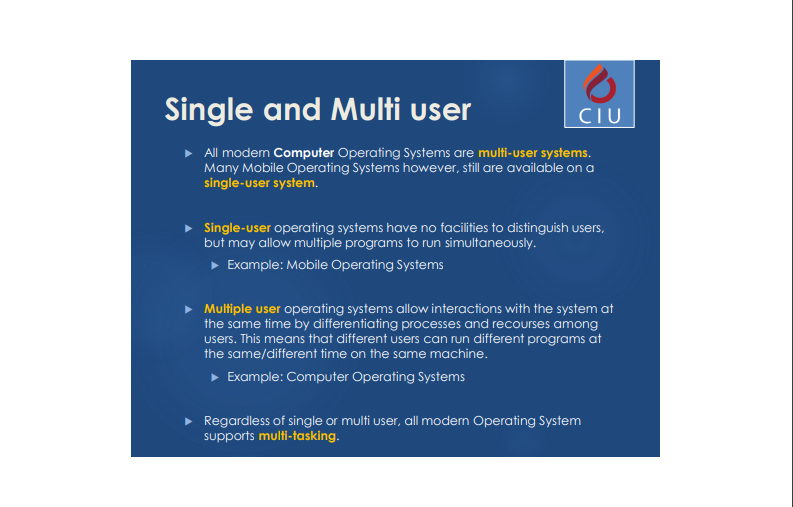 Single and Multi user
CIU
All modern Computer Operating Systems are multi-user systems.
Many Mobile Operating Systems however, still are available on a
single-user system.
Single-user operating systems have no facilities to distinguish users,
but may allow multiple programs to run simultaneously.
Example: Mobile Operating Systems
Multiple user operating systems allow interactions with the system at
the same time by differentiating processes and recourses among
users. This means that different users can run different programs at
the same/different time on the same machine.
Example: Computer Operating Systems
Regardless of single or multi user, all modern Operating System
supports multi-tasking.